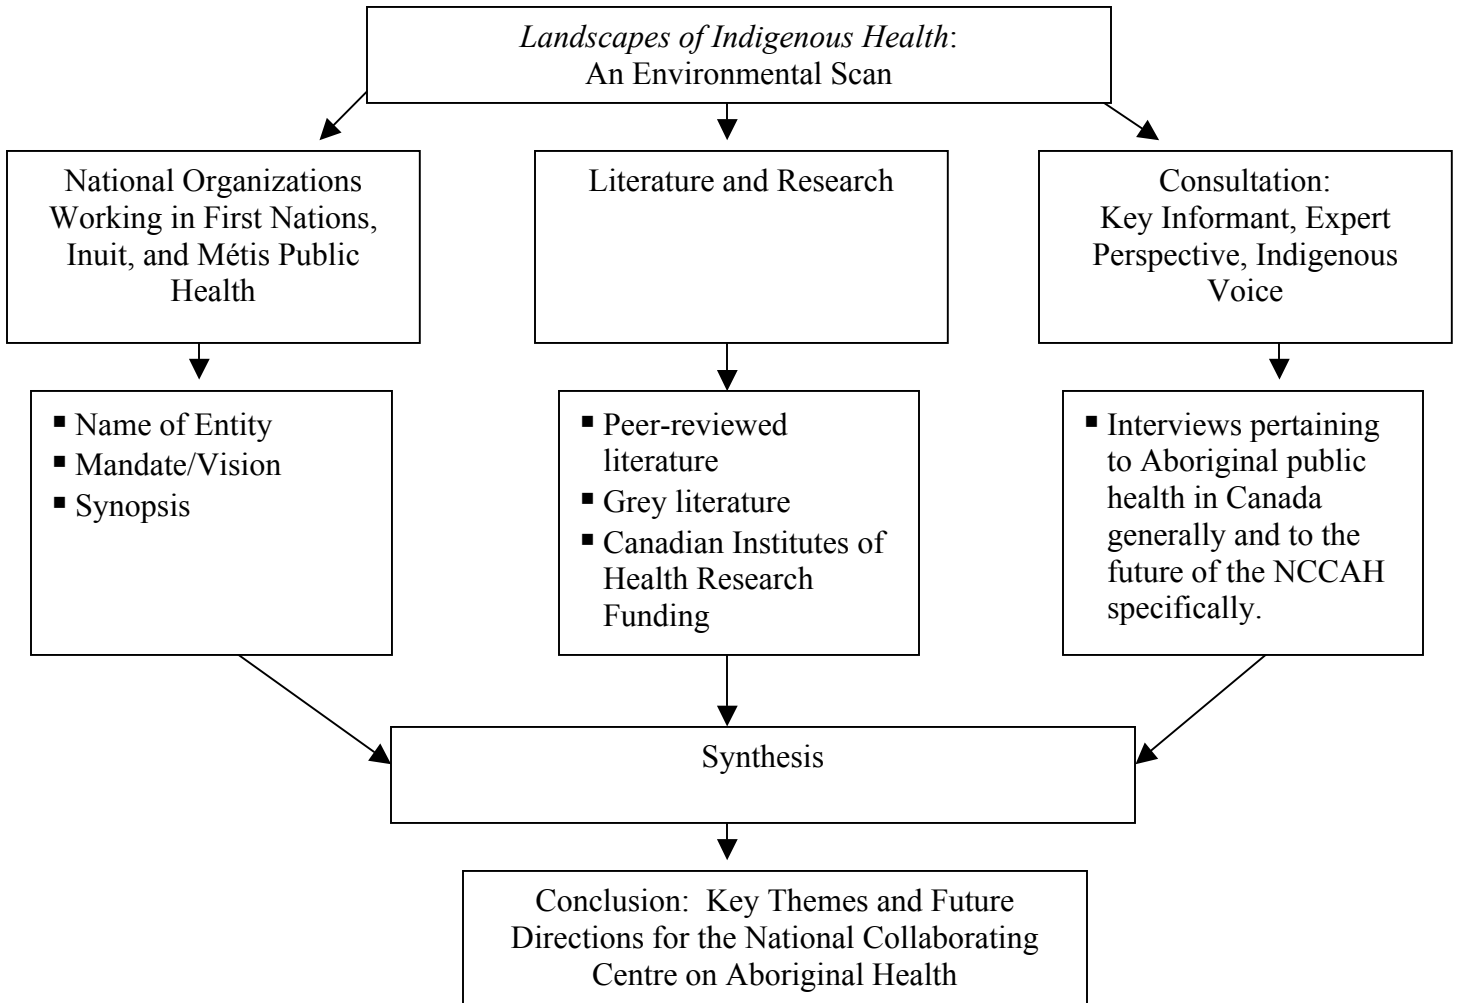 Landscapes of Indigenous Health:
An Environmental Scan
National Organizations
Working in First Nations,
Inuit, and Métis Public
Health
Literature and Research
Consultation:
Key Informant, Expert
Perspective, Indigenous
Voice
▪ Name of Entity
▪ Mandate/Vision
▪ Synopsis
▪ Peer-reviewed
literature
▪ Grey literature
▪ Canadian Institutes of
Health Research
Funding
▪ Interviews pertaining
to Aboriginal public
health in Canada
generally and to the
future of the NCCAH
specifically.
Synthesis
Conclusion: Key Themes and Future
Directions for the National Collaborating
Centre on Aboriginal Health